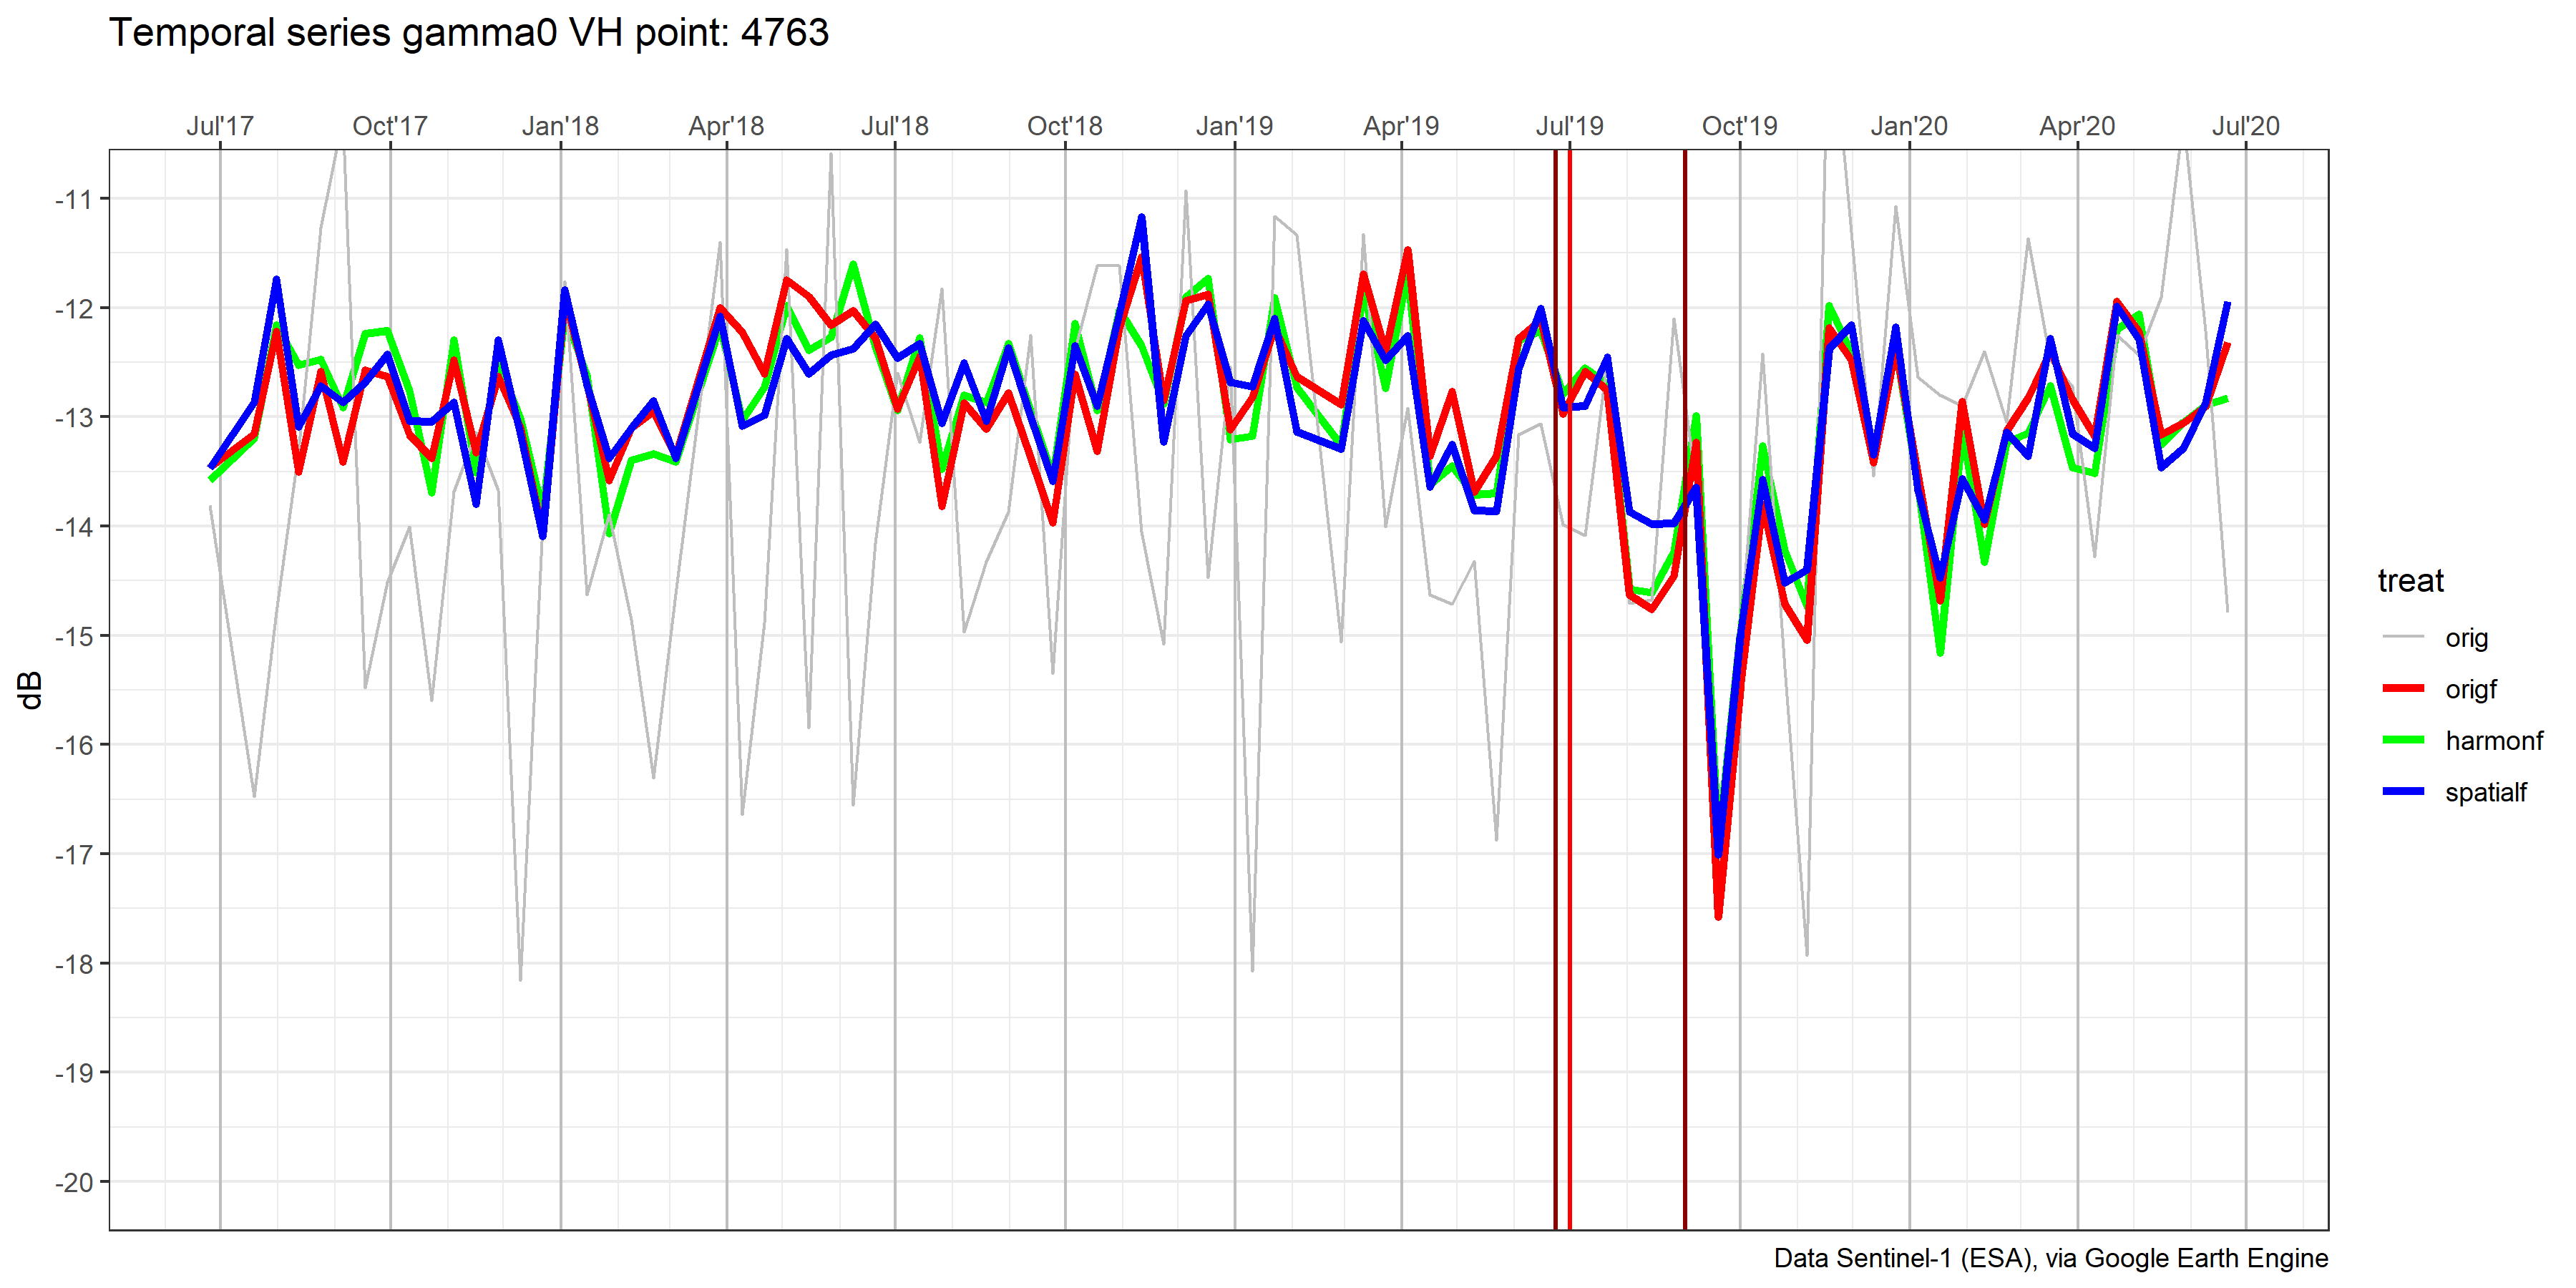 Temporal series gamma0 VH point: 4763
Jul'17 Oct'17 Jan'18 Apr'18 Jul'18 Oct'18 Jan'19 Apr'19 Jul'19 Oct'19 Jan'20 Apr'20 Jul'20
-11
-12
-13
-14
-15
-16
-17
-18
-19
-20
dB
treat
orig
origf
harmonf
spatialf
Data Sentinel-1 (ESA), via Google Earth Engine